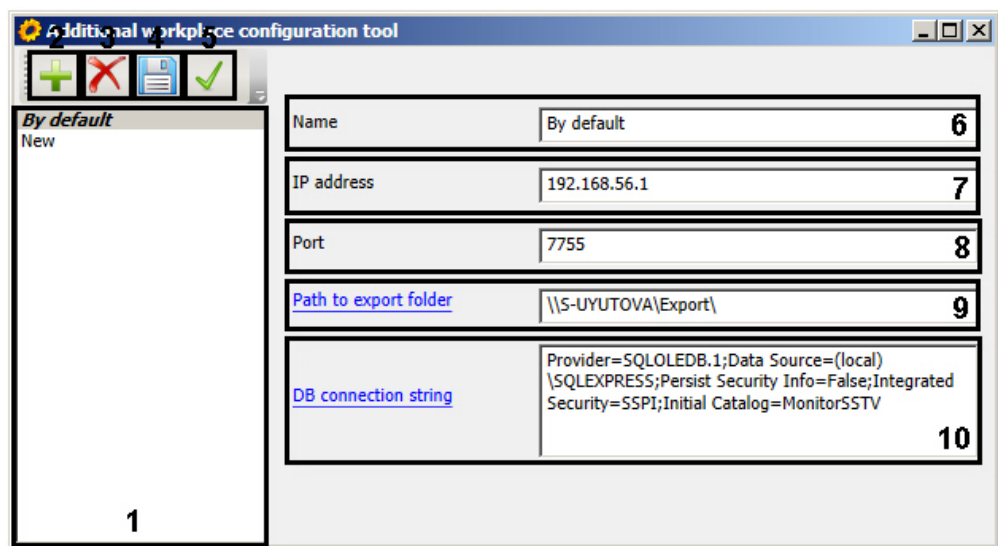 Additional workplace configuration tool
2 3 4 5
By default
New
1
Name
By default
6
IP address
192.168.56.1
7
Port
7755
8
Path to export folder
\\S-UYUTOVA\Export\
9
DB connection string
Provider=SQLOLEDB.1;Data Source=(local)
\SQLEXPRESS;Persist Security Info=False;Integrated
Security=SSPI;Initial Catalog=MonitorSSTV
10